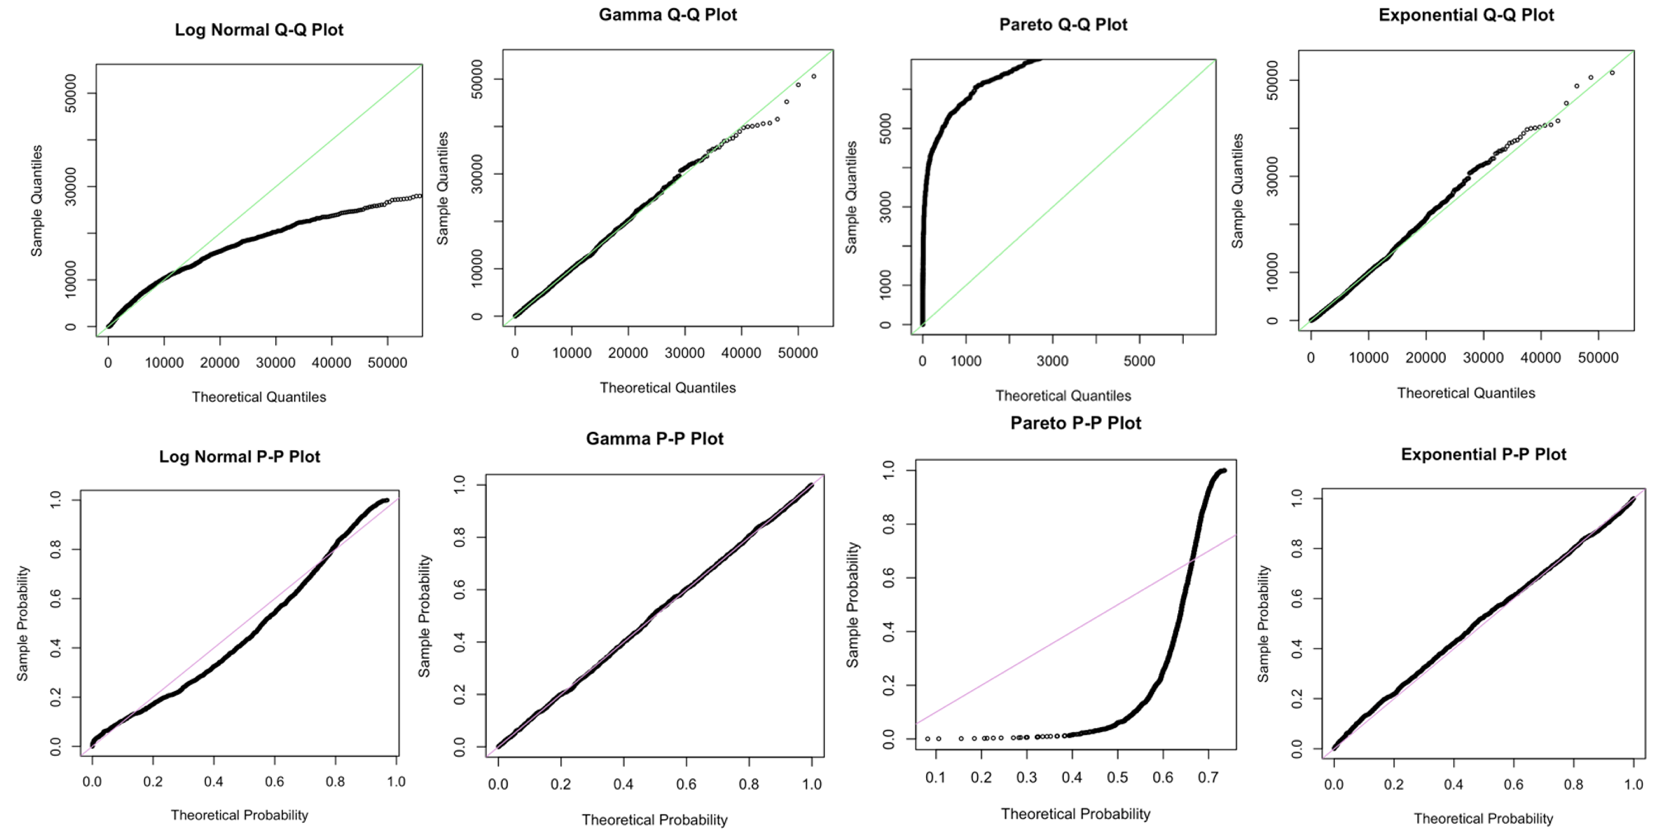 Log Normal Q-Q Plot
Sample Quantiles
50000
30000
10000
0
0 10000 20000 30000 40000 50000
Theoretical Quantiles
Gamma Q-Q Plot
Sample Quantiles
50000
30000
10000
0
0 10000 20000 30000 40000 50000
Theoretical Quantiles
Pareto Q-Q Plot
Sample Quantiles
5000
3000
1000
0
0 1000 3000 5000
Theoretical Quantiles
Exponential Q-Q Plot
Sample Quantiles
50000
30000
10000
0
0 10000 20000 30000 40000 50000
Theoretical Quantiles
Log Normal P-P Plot
Sample Probability
1.0
0.8
0.6
0.4
0.2
0.0
0.0 0.2 0.4 0.6 0.8 1.0
Theoretical Probability
Gamma P-P Plot
Sample Probability
1.0
0.8
0.6
0.4
0.2
0.0
0.0 0.2 0.4 0.6 0.8 1.0
Theoretical Probability
Pareto P-P Plot
Sample Probability
1.0
0.8
0.6
0.4
0.2
0.0
0.1 0.2 0.3 0.4 0.5 0.6 0.7
Theoretical Probability
Exponential P-P Plot
Sample Probability
1.0
0.8
0.6
0.4
0.2
0.0
0.0 0.2 0.4 0.6 0.8 1.0
Theoretical Probability